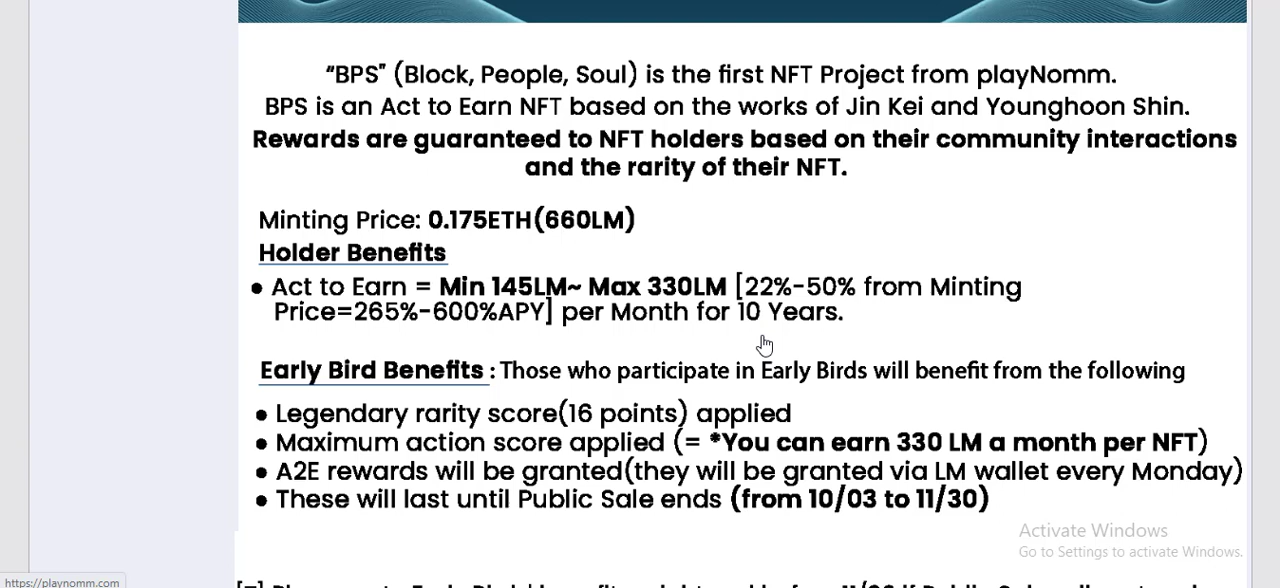 “BPS” (Block, People, Soul) is the first NFT Project from playNomm.
BPS is an Act to Earn NFT based on the works of Jin Kei and Younghoon Shin.
Rewards are guaranteed to NFT holders based on their community interactions
and the rarity of their NFT.
Minting Price: 0.175ETH(660LM)
Holder Benefits
● Act to Earn = Min 145LM~ Max 330LM [22%-50% from Minting
Price=265%-600%APY] per Month for 10 Years.
Early Bird Benefits : Those who participate in Early Birds will benefit from the following
● Legendary rarity score(16 points) applied
● Maximum action score applied (= *You can earn 330 LM a month per NFT)
● A2E rewards will be granted(they will be granted via LM wallet every Monday)
● These will last until Public Sale ends (from 10/03 to 11/30)
Activate Windows
Go to Settings to activate Windows.
https://playnomm.com